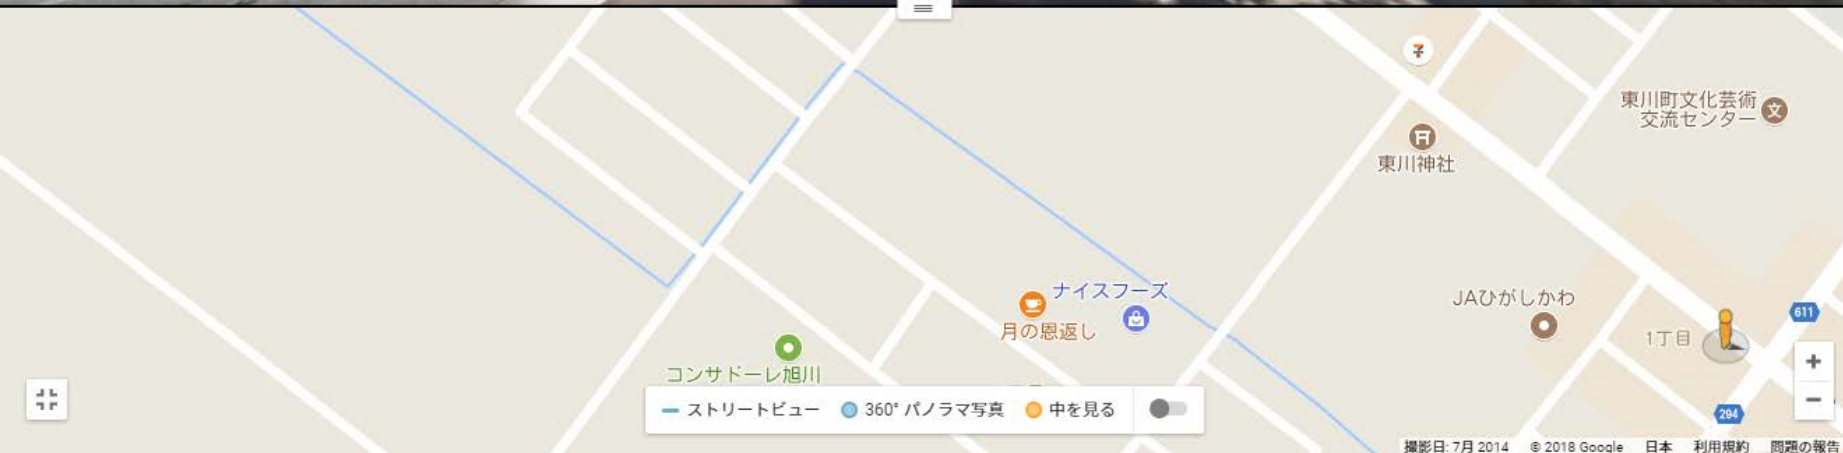 東川町文化芸術
交流センター
文
東川神社
ナイスフーズ
JAひがしかわ
611
月の恩返し
1丁目
コンサドーレ旭川
ストリートビュー 360° パノラマ写真 中を見る
294
撮影日: 7月 2014 © 2018 Google 日本 利用規約 問題の報告